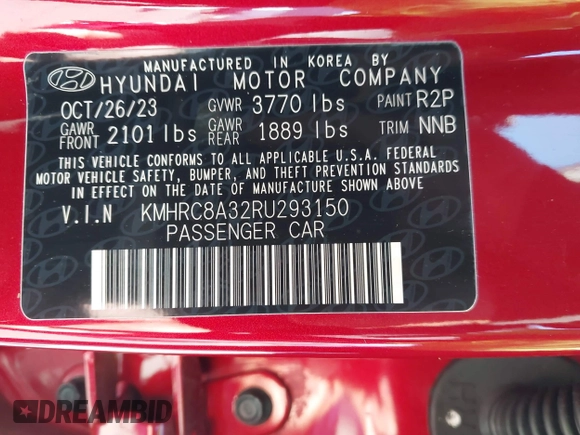 MANUFACTURED IN KOREA BY
HYUNDAI MOTOR COMPANY
OCT/26/23 GVWR 3770 lbs PAINT R2P
GAWR FRONT 2101 lbs GAWR REAR 1889 lbs TRIM NNB
THIS VEHICLE CONFORMS TO ALL APPLICABLE U.S.A. FEDERAL
MOTOR VEHICLE SAFETY, BUMPER, AND THEFT PREVENTION STANDARDS
IN EFFECT ON THE DATE OF MANUFACTURE SHOWN ABOVE.
V.I.N KMHRC8A32RU293150
PASSENGER CAR
DREAMBID